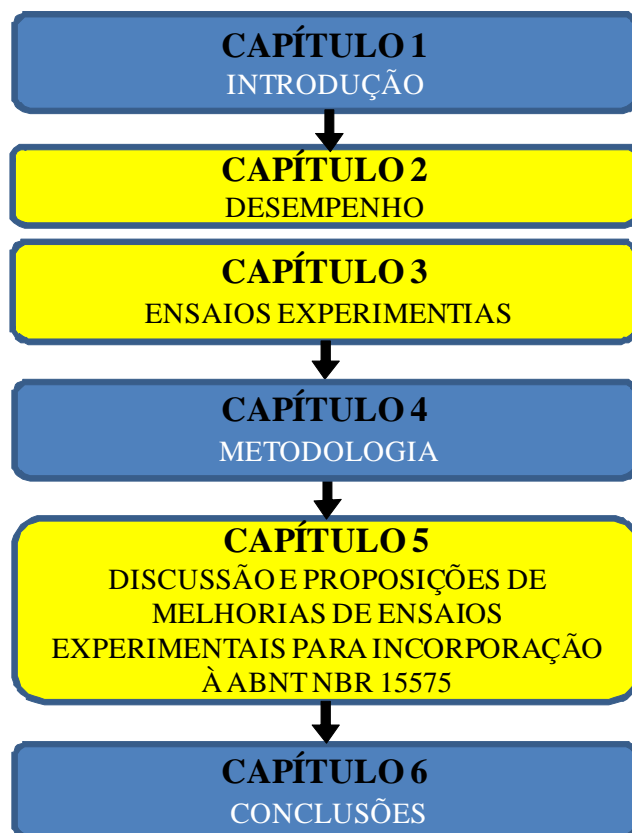 CAPÍTULO 1
INTRODUÇÃO
CAPÍTULO 2
DESEMPENHO
CAPÍTULO 3
ENSAIOS EXPERIMENTIAS
CAPÍTULO 4
METODOLOGIA
CAPÍTULO 5
DISCUSSÃO E PROPOSIÇÕES DE
MELHORIAS DE ENSAIOS
EXPERIMENTAIS PARA INCORPORAÇÃO
À ABNT NBR 15575
CAPÍTULO 6
CONCLUSÕES